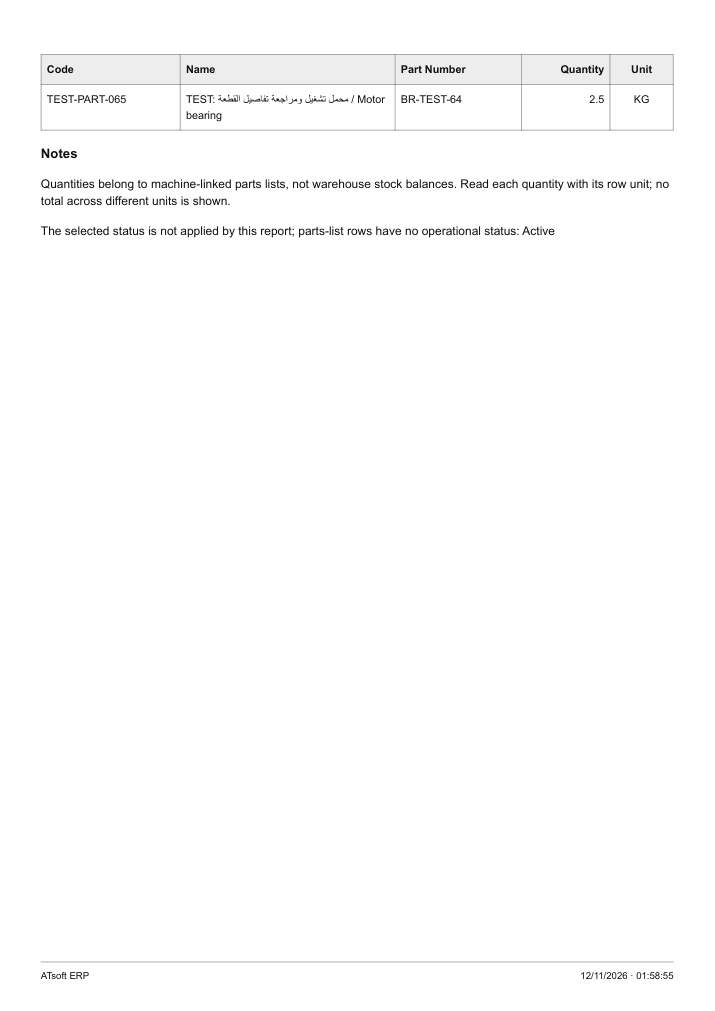 Code Name Part Number Quantity Unit
TEST-PART-065 TEST: محمل تشغيل ومراجعة تفاصيل القطعة / Motor bearing BR-TEST-64 2.5 KG
Notes
Quantities belong to machine-linked parts lists, not warehouse stock balances. Read each quantity with its row unit; no
total across different units is shown.
The selected status is not applied by this report; parts-list rows have no operational status: Active
ATsoft ERP 12/11/2026 · 01:58:55